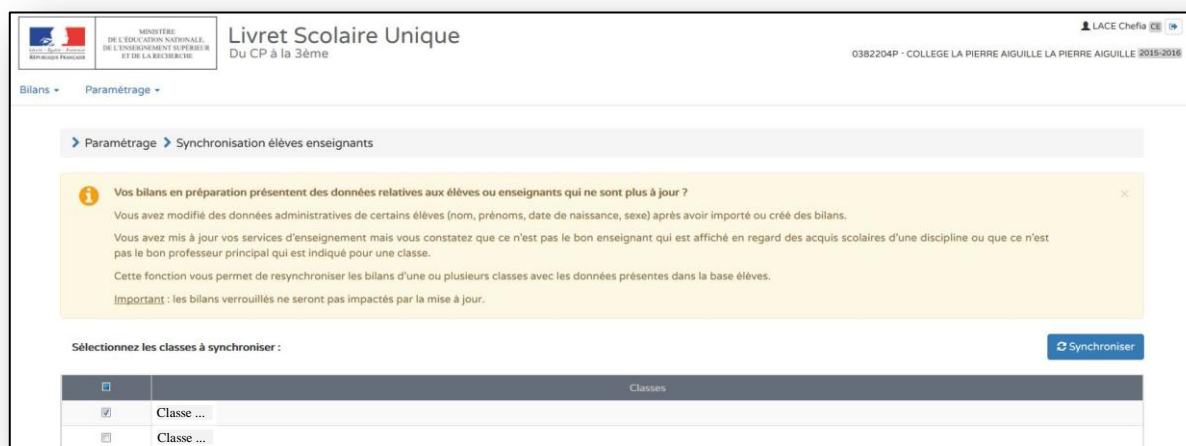 MINISTÈRE
DE L'ÉDUCATION NATIONALE,
DE L'ENSEIGNEMENT SUPÉRIEUR
ET DE LA RECHERCHE
Liberté • Égalité • Fraternité
RÉPUBLIQUE FRANÇAISE
Livret Scolaire Unique
Du CP à la 3ème
LACE Chefia CE
0382204P - COLLEGE LA PIERRE AIGUILLE LA PIERRE AIGUILLE 2015-2016
Bilans
Paramétrage
Paramétrage
Synchronisation élèves enseignants
Vos bilans en préparation présentent des données relatives aux élèves ou enseignants qui ne sont plus à jour ?
Vous avez modifié des données administratives de certains élèves (nom, prénoms, date de naissance, sexe) après avoir importé ou créé des bilans.
Vous avez mis à jour vos services d'enseignement mais vous constatez que ce n'est pas le bon enseignant qui est affiché en regard des acquis scolaires d'une discipline ou que ce n'est
pas le bon professeur principal qui est indiqué pour une classe.
Cette fonction vous permet de resynchroniser les bilans d'une ou plusieurs classes avec les données présentes dans la base élèves.
Important : les bilans verrouillés ne seront pas impactés par la mise à jour.
Sélectionnez les classes à synchroniser :
Synchroniser
Classes
Classe ...
Classe ...